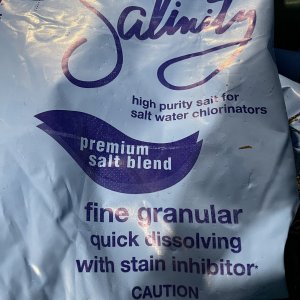 Salinity
high purity salt for
salt water chlorinators
premium
salt blend
fine granular
quick dissolving
with stain inhibitor*
CAUTION